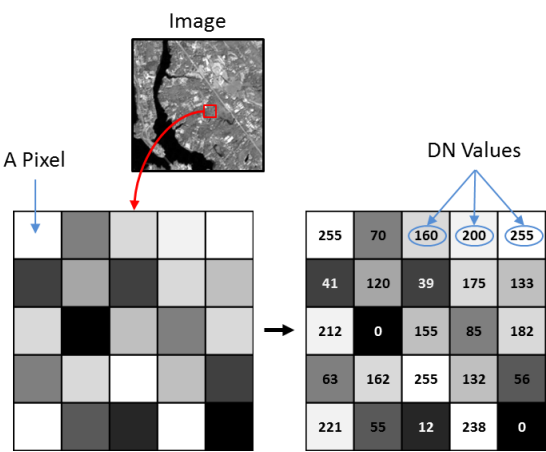 Image
A Pixel
DN Values
255 70 160 200 255
41 120 39 175 133
212 0 155 85 182
63 162 255 132 56
221 55 12 238 0